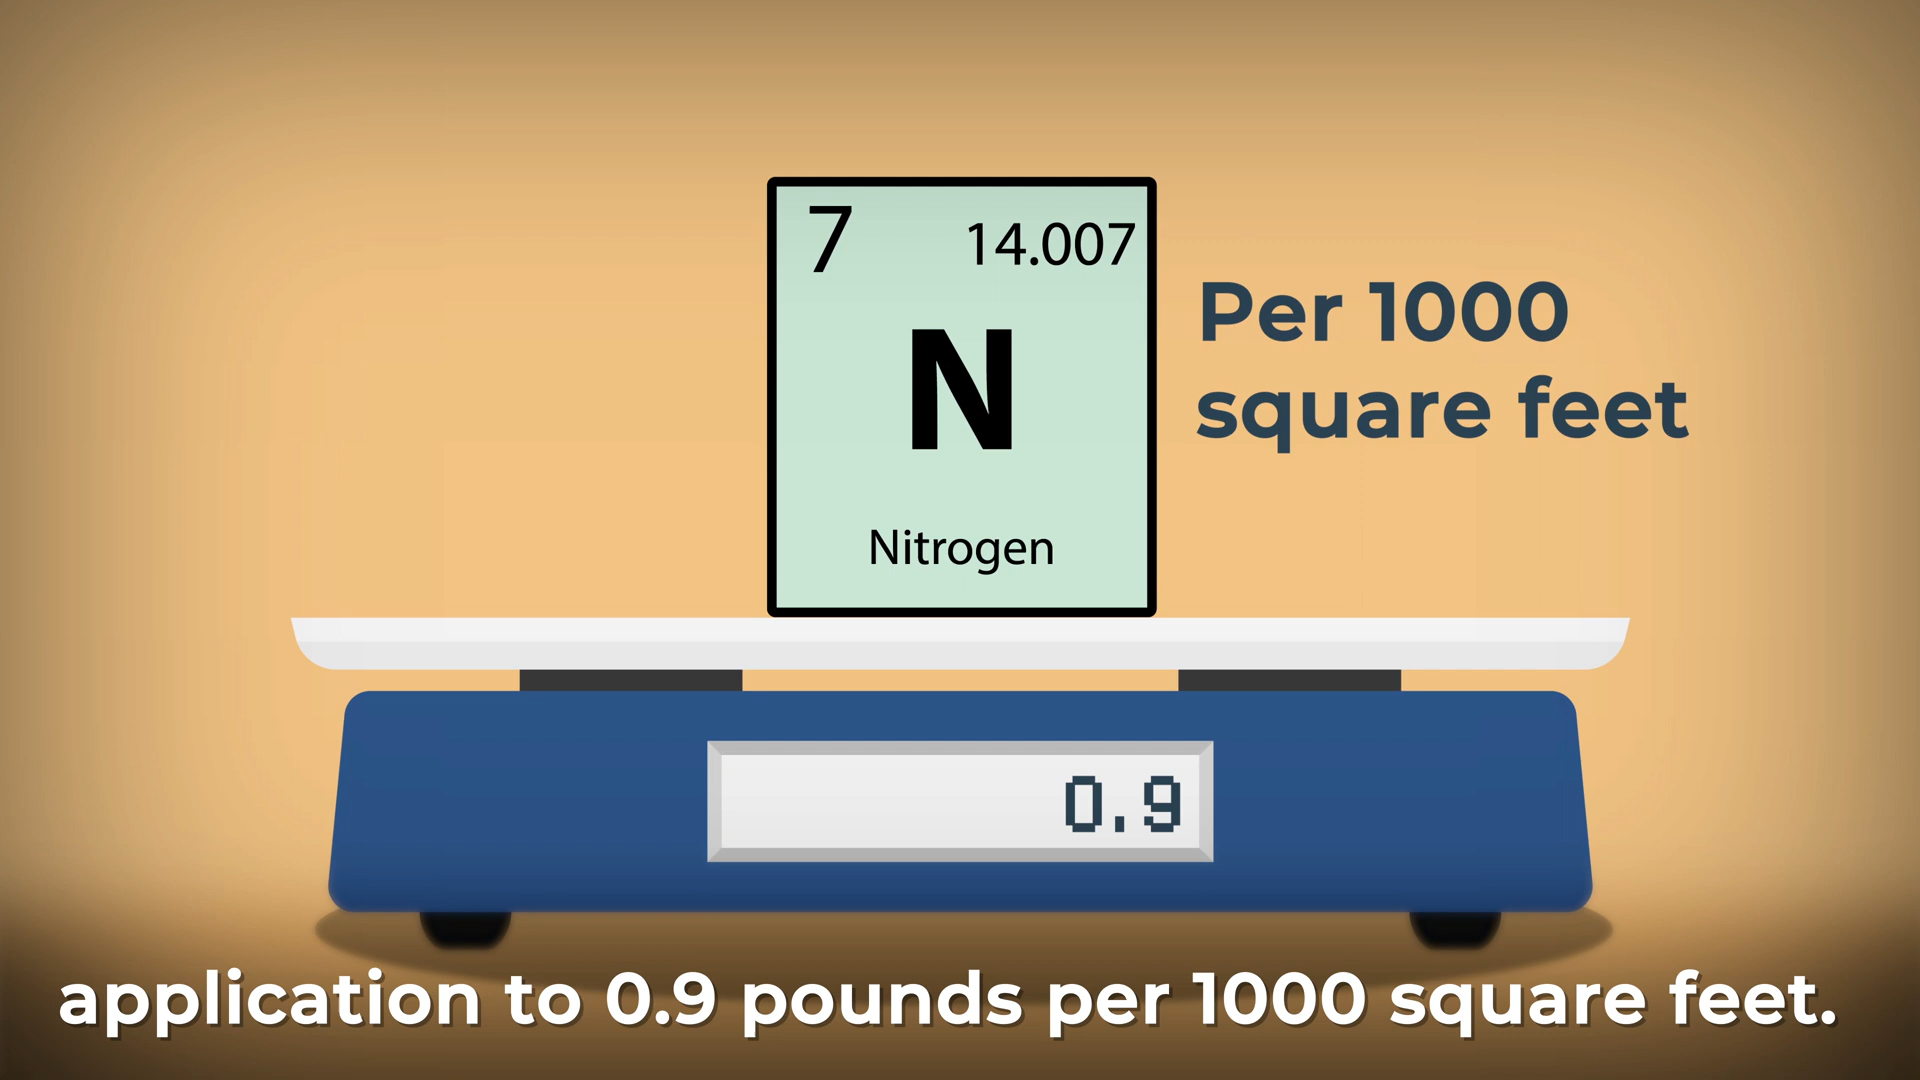 7 14.007
N
Nitrogen
Per 1000
square feet
0.9
application to 0.9 pounds per 1000 square feet.